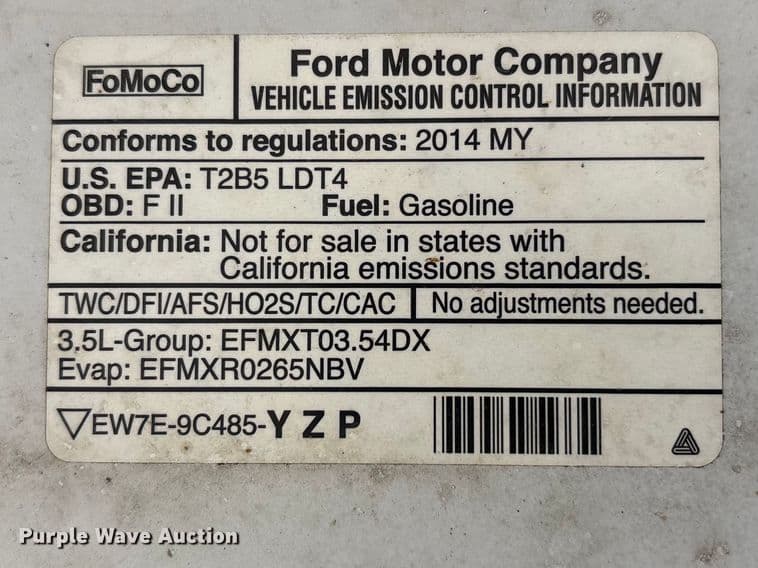 FoMoCo
Ford Motor Company
VEHICLE EMISSION CONTROL INFORMATION
Conforms to regulations: 2014 MY
U.S. EPA: T2B5 LDT4
OBD: F II Fuel: Gasoline
California: Not for sale in states with
California emissions standards.
TWC/DFI/AFS/HO2S/TC/CAC No adjustments needed.
3.5L-Group: EFMXT03.54DX
Evap: EFMXR0265NBV
EW7E-9C485-Y Z P
Purple Wave Auction